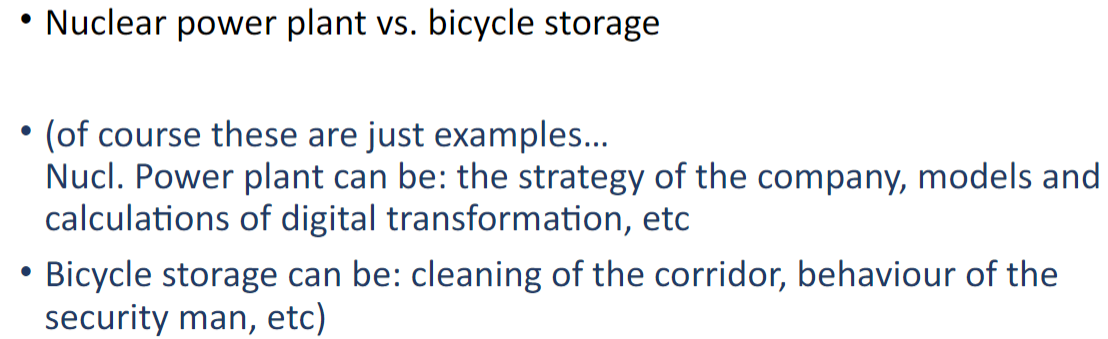 • Nuclear power plant vs. bicycle storage
• (of course these are just examples...
Nucl. Power plant can be: the strategy of the company, models and
calculations of digital transformation, etc
• Bicycle storage can be: cleaning of the corridor, behaviour of the
security man, etc)